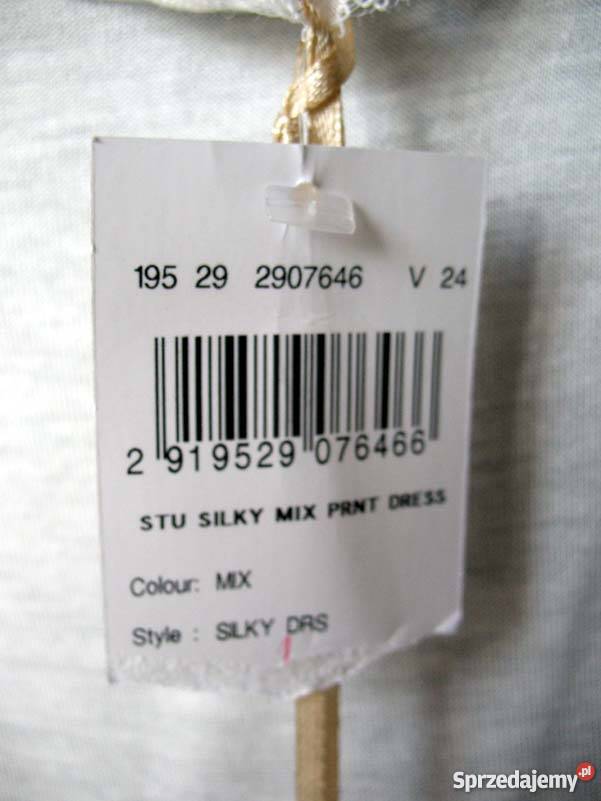 195 29 2907646 V 24
2 919529 076466
STU SILKY MIX PRNT DRESS
Colour: MIX
Style : SILKY DRS
Sprzedajemy.pl